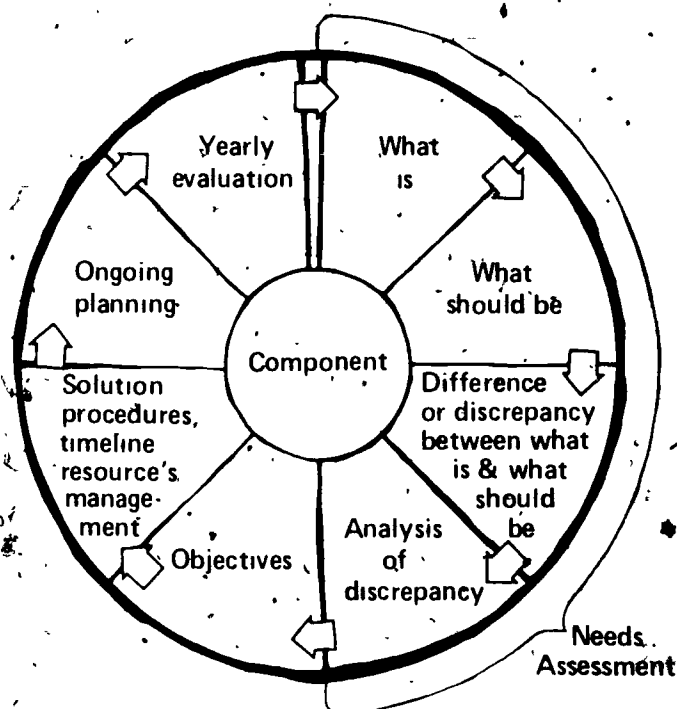 What
is
What
should be
Difference
or discrepancy
between what
is & what
should
be
Analysis
of
discrepancy
Objectives
Solution
procedures,
timeline
resource's
manage-
ment
Ongoing
planning
Yearly
evaluation
Component
Needs
Assessment